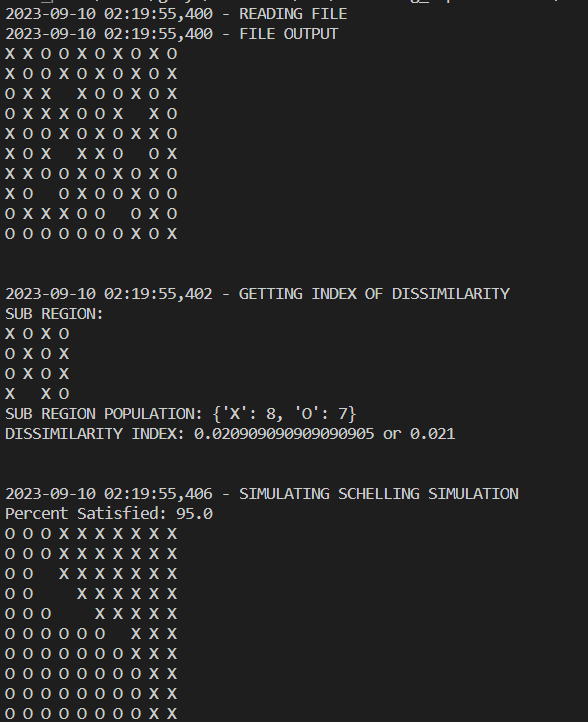 2023-09-10 02:19:55,400 - READING FILE
2023-09-10 02:19:55,400 - FILE OUTPUT
X X O O X O X O X O
X O O X O X O X O X
O X X   X O O X O X
O X X X O O X   X O
X O O X O X O X X O
X O X   X X O   O X
X X O O X O X O X O
X O   O X O O X O O
O X X X O O   O X O
O O O O O O O X O X
2023-09-10 02:19:55,402 - GETTING INDEX OF DISSIMILARITY
SUB REGION:
X O X O
O X O X
O X O X
X   X O
SUB REGION POPULATION: {'X': 8, 'O': 7}
DISSIMILARITY INDEX: 0.020909090909090905 or 0.021
2023-09-10 02:19:55,406 - SIMULATING SCHELLING SIMULATION
Percent Satisfied: 95.0
O O O X X X X X X X
O O O X X X X X X X
O O   X X X X X X X
O O     X X X X X X
O O O     X X X X X
O O O O O O   X X X
O O O O O O O X X X
O O O O O O O O X X
O O O O O O O O X X
O O O O O O O O X X